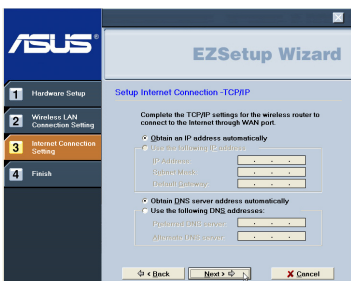 ASUS®
EZSetup Wizard
1 Hardware Setup
2 Wireless LAN
Connection Setting
3 Internet Connection
Setting
4 Finish
Setup Internet Connection -TCP/IP
Complete the TCP/IP settings for the wireless router to
connect to the Internet through WAN port.
Obtain an IP address automatically
Use the following IP address
IP Address
Subnet Mask
Default Gateway
Obtain DNS server address automatically
Use the following DNS addresses:
Preferred DNS server
Alternate DNS server
< Back
Next >
Cancel